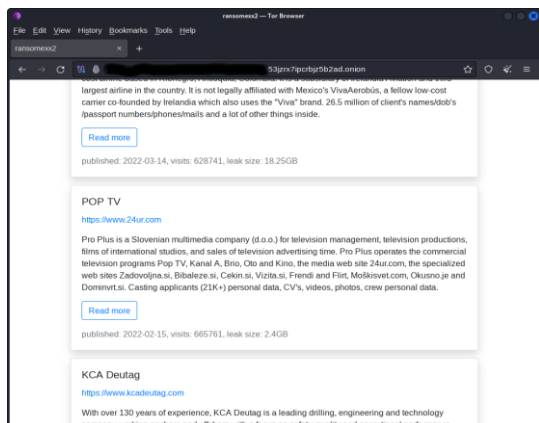 ransomexx2 — Tor Browser
File Edit View History Bookmarks Tools Help
ransomexx2
53jzrx7ipcrbjz5b2ad.onion
largest airline in the country. It is not legally affiliated with Mexico's VivaAerobús, a fellow low-cost
carrier co-founded by Irelandia which also uses the "Viva" brand. 26.5 million of client's names/dob's
/passport numbers/phones/mails and a lot of other things inside.
Read more
published: 2022-03-14, visits: 628741, leak size: 18.25GB
POP TV
https://www.24ur.com
Pro Plus is a Slovenian multimedia company (d.o.o.) for television management, television productions,
films of international studios, and sales of television advertising time. Pro Plus operates the commercial
television programs Pop TV, Kanal A, Brio, Oto and Kino, the media web site 24ur.com, the specialized
web sites Zadovoljna.si, Bibaleze.si, Cekin.si, Vizita.si, Frendi and Flirt, Moškisvet.com, Okusno.je and
Dominvrt.si. Casting applicants (21K+) personal data, CV's, videos, photos, crew personal data.
Read more
published: 2022-02-15, visits: 665761, leak size: 2.4GB
KCA Deutag
https://www.kcadeutag.com
With over 130 years of experience, KCA Deutag is a leading drilling, engineering and technology